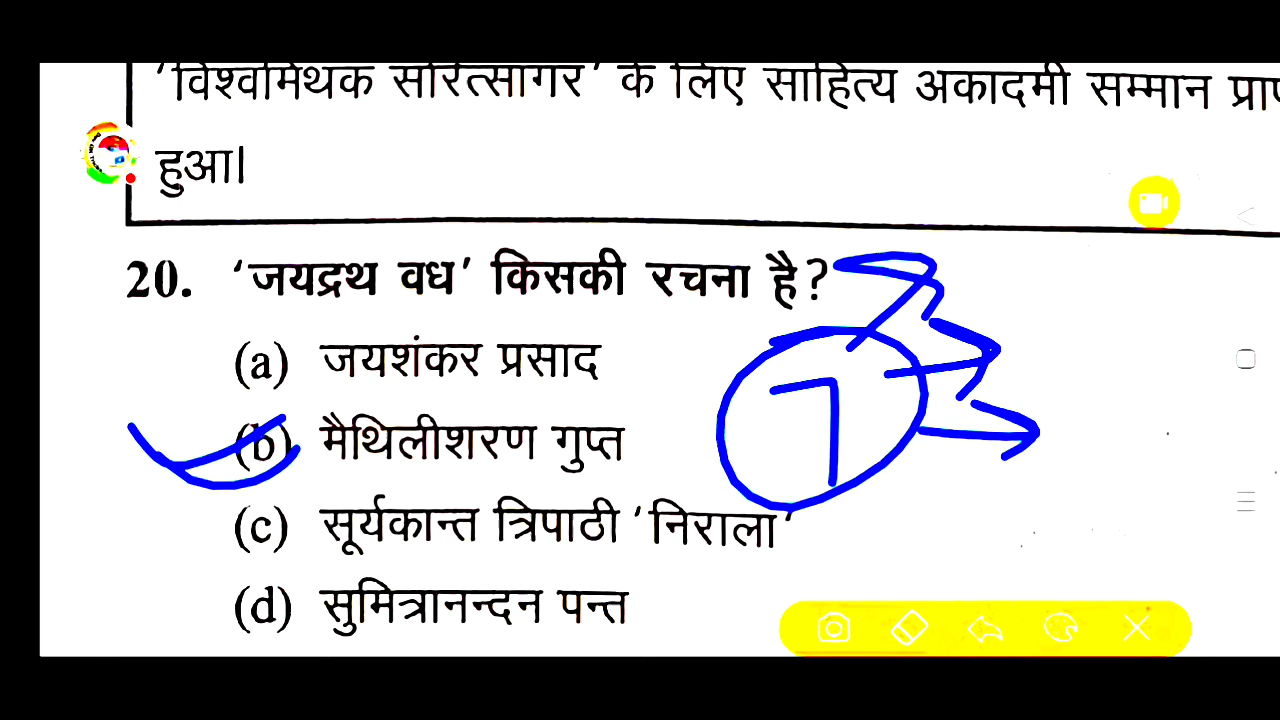 'विश्वमिथक सरित्सागर' के लिए साहित्य अकादमी सम्मान
हुआ।
20. 'जयद्रथ वध' किसकी रचना है?
(a) जयशंकर प्रसाद
(b) मैथिलीशरण गुप्त
(c) सूर्यकान्त त्रिपाठी 'निराला'
(d) सुमित्रानन्दन पन्त
7